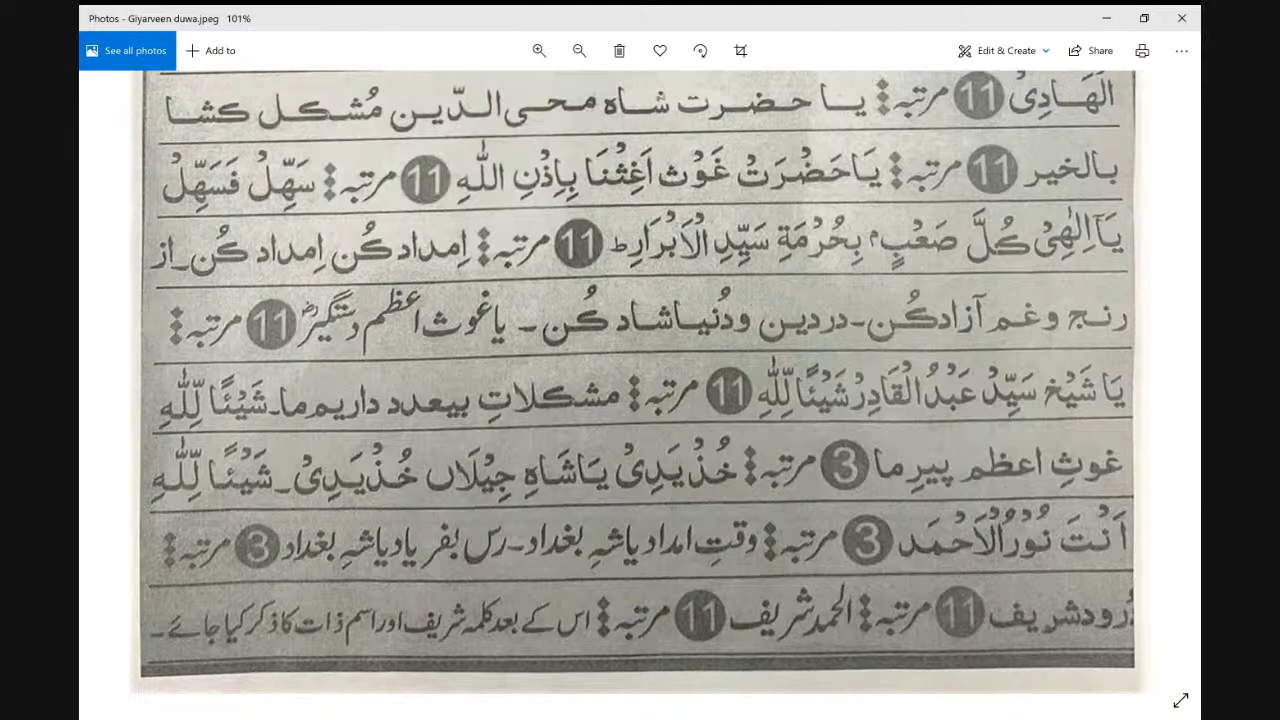 Photos - Giyarveen duwa.jpeg 101%
See all photos
Add to
Edit & Create
Share
اَلْهَادِیْ 11 مرتبہ: یا حضرت شاہ محی الدّین مُشکل کشا
بالخیر 11 مرتبہ: یَا حَضْرَتْ غَوْث اَغِثْنَا بِاِذْنِ اللّٰهِ 11 مرتبہ: سَهِّلْ فَسَهِّلْ
یَآ اِلٰهِیْ كُلَّ صَعْبٍ بِحُرْمَةِ سَیِّدِ الْاَبْرَارِط 11 مرتبہ: اِمداد کُن اِمداد کُن۔ از
رنج و غم آزاد کُن۔ در دین و دُنیا شاد کُن۔ یا غوث اعظم دستگیرؓ 11 مرتبہ:
یَا شَیْخ سَیِّدْ عَبْدُ الْقَادِرْ شَیْئًا لِّلّٰهِ 11 مرتبہ: مشکلاتِ بیعدد داریم ما۔ شَیْئًا لِّلّٰهِ
غوثِ اعظم پیرِ ما 3 مرتبہ: خُذْ یَدِیْ یَا شَاہِ جِیْلَاں خُذْ یَدِیْ۔ شَیْئًا لِّلّٰهِ
اَنْتَ نُوْرُ الْاَحْمَد 3 مرتبہ: وقتِ امداد یا شہِ بغداد۔ رس بفریاد یا شہِ بغداد 3 مرتبہ:
دُرود شریف 11 مرتبہ: الحمد شریف 11 مرتبہ: اس کے بعد کلمہ شریف اور اسم ذات کا ذکر کیا جائے۔